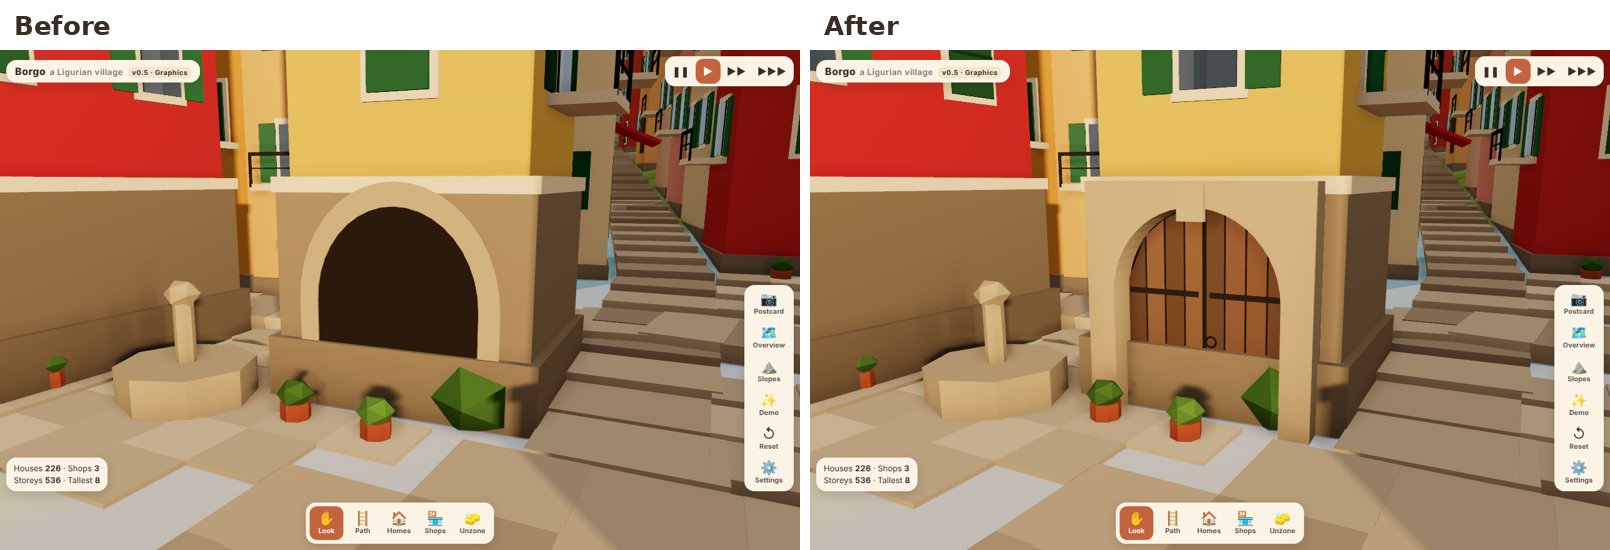 Before
Borgo a Ligurian village v0.5 · Graphics
Postcard
Overview
Slopes
Demo
Reset
Settings
Houses 226 · Shops 3
Storeys 536 · Tallest 8
Look Path Homes Shops Unzone
After
Borgo a Ligurian village v0.5 · Graphics
Postcard
Overview
Slopes
Demo
Reset
Settings
Houses 226 · Shops 3
Storeys 536 · Tallest 8
Look Path Homes Shops Unzone